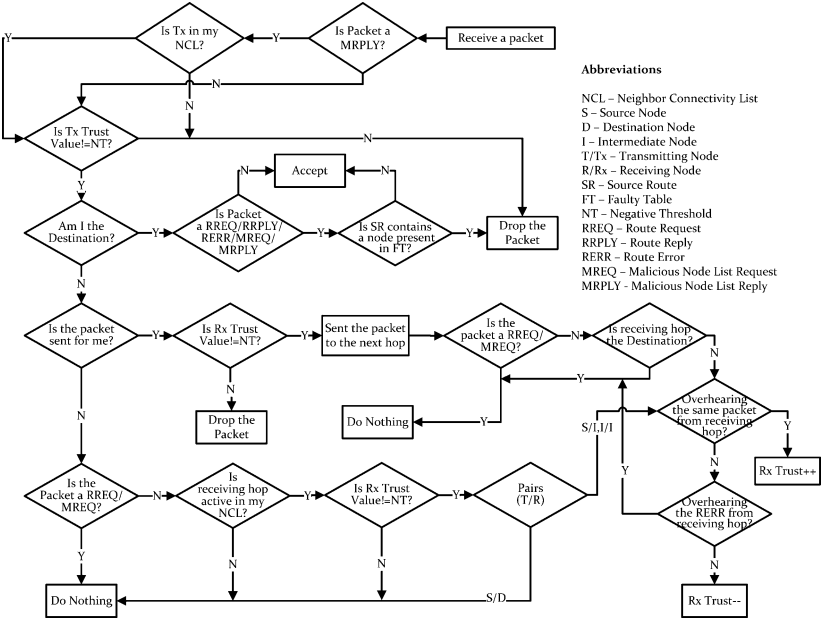 Receive a packet
Is Packet a
MRPLY?
Y
Is Tx in my
NCL?
Y
N
N
Is Tx Trust
Value!=NT?
N
Y
Accept
N
N
Am I the
Destination?
Y
Is Packet
a RREQ/RRPLY/
RERR/MREQ/
MRPLY
Y
Is SR contains
a node present
in FT?
Y
Drop the
Packet
N
Is the packet
sent for me?
Y
Is Rx Trust
Value!=NT?
Y
Sent the packet
to the next hop
Is the
packet a RREQ/
MREQ?
N
Is receiving hop
the Destination?
N
N
Drop the
Packet
Y
Do Nothing
Y
Overhearing
the same packet
from receiving
hop?
S/I,I/I
Y
Rx Trust++
N
N
Y
Is the
Packet a RREQ/
MREQ?
N
Is
receiving hop
active in my
NCL?
Y
Is Rx Trust
Value!=NT?
Y
Pairs
(T/R)
Overhearing
the RERR from
receiving hop?
Y
N
N
N
Do Nothing
S/D
Rx Trust--
Abbreviations
NCL – Neighbor Connectivity List
S – Source Node
D – Destination Node
I – Intermediate Node
T/Tx – Transmitting Node
R/Rx – Receiving Node
SR – Source Route
FT – Faulty Table
NT – Negative Threshold
RREQ – Route Request
RRPLY – Route Reply
RERR – Route Error
MREQ – Malicious Node List Request
MRPLY - Malicious Node List Reply